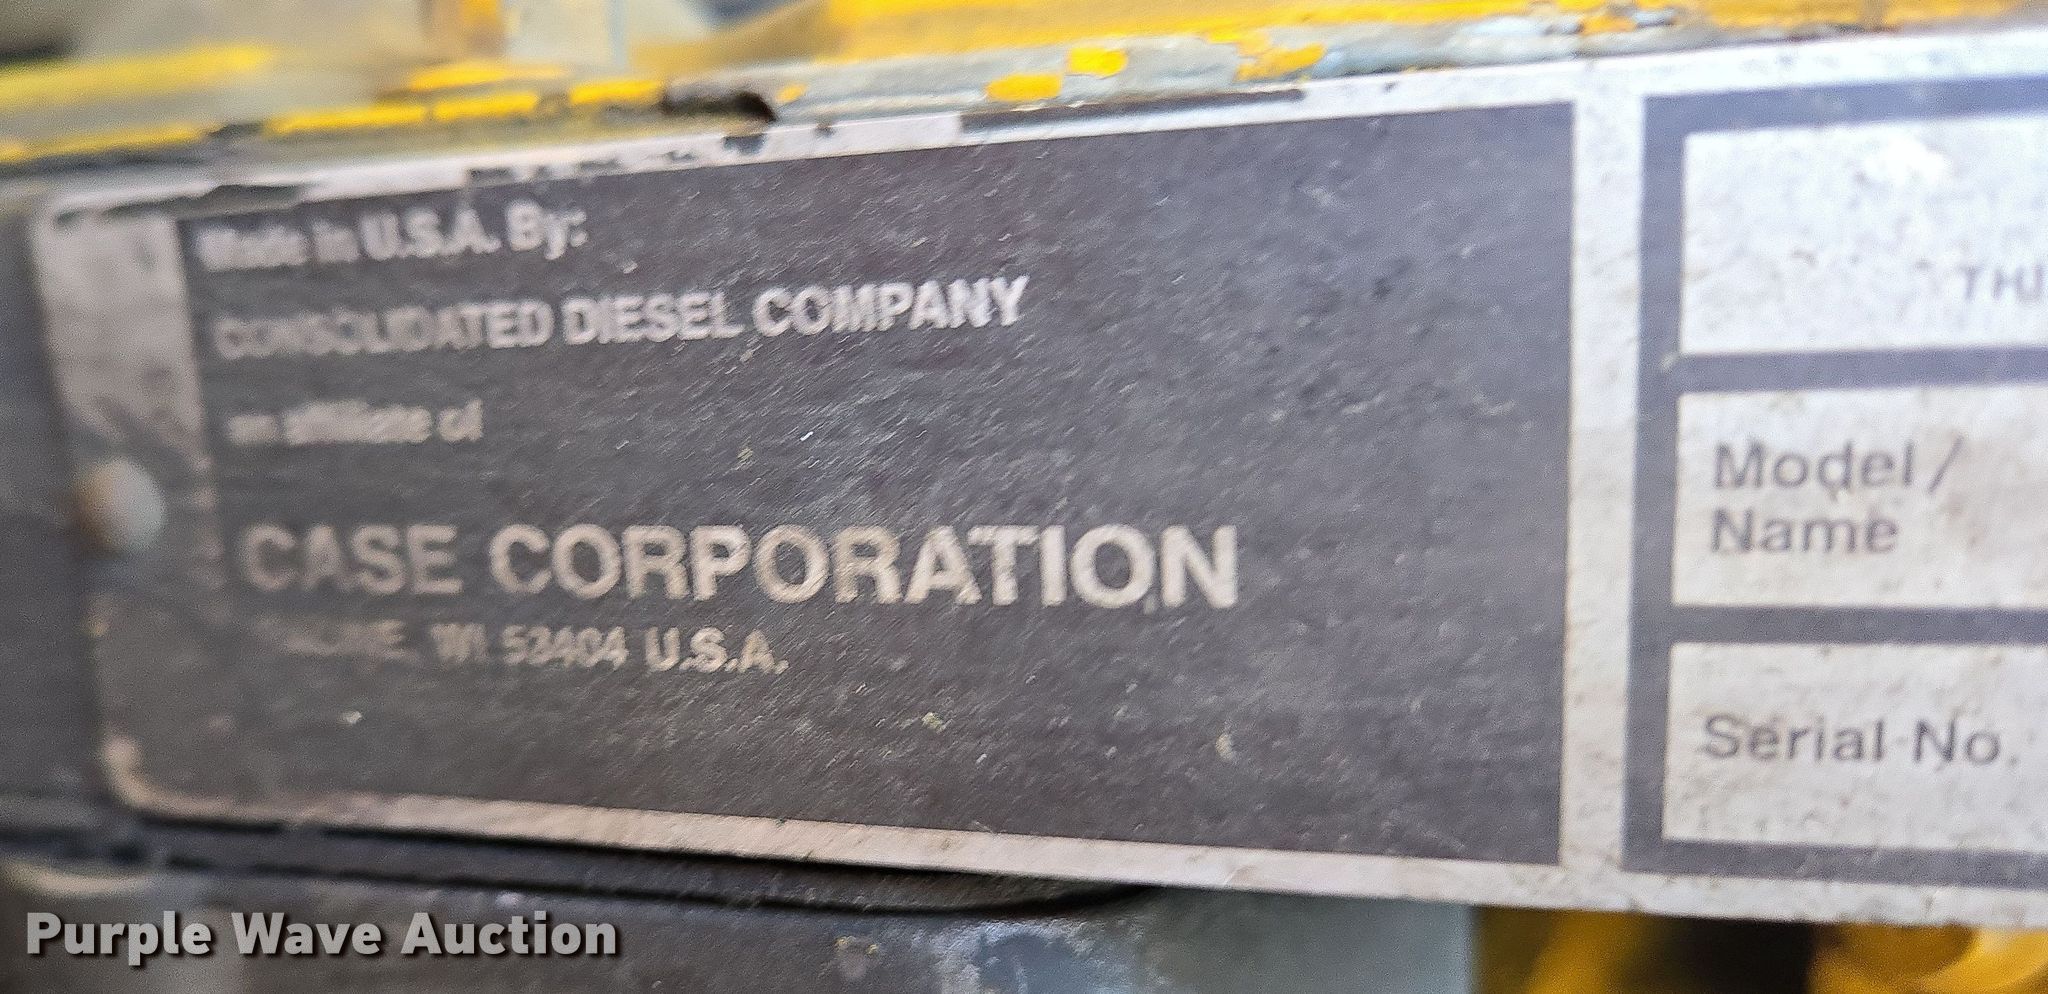 Made in U.S.A. By:
CONSOLIDATED DIESEL COMPANY
an affiliate of
CASE CORPORATION
WI 53404 U.S.A.
THI
Model/
Name
Serial No.
Purple Wave Auction